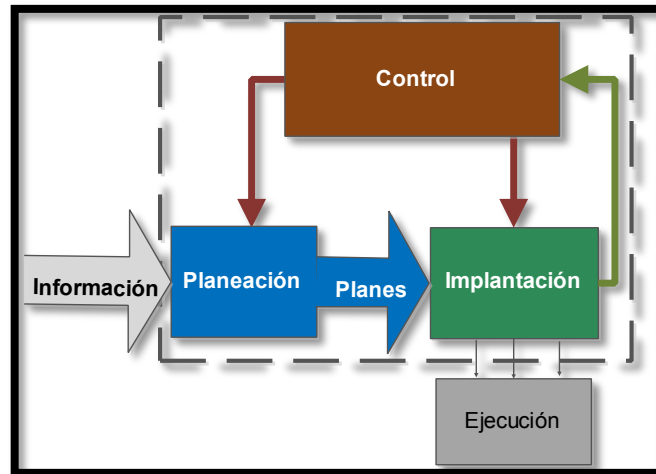 Control
Información
Planeación
Planes
Implantación
Ejecución